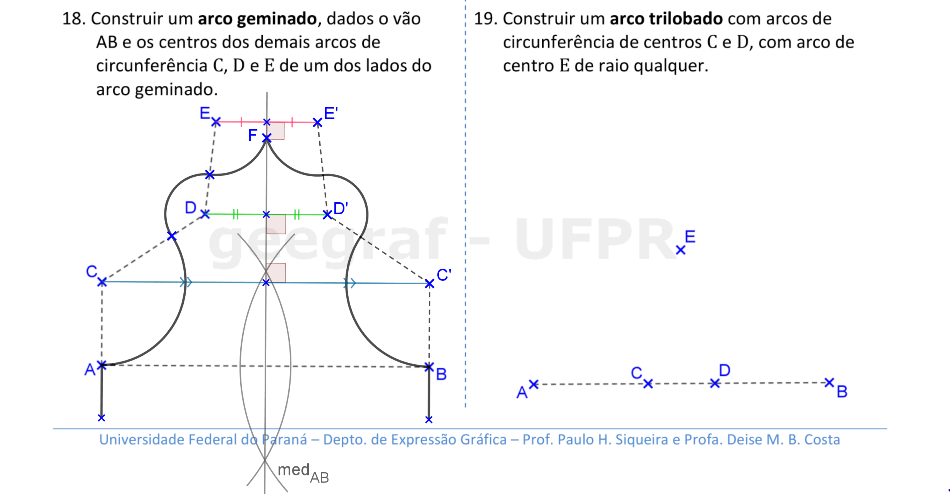 18. Construir um arco geminado, dados o vão
AB e os centros dos demais arcos de
circunferência C, D e E de um dos lados do
arco geminado.
E
E'
F
D
D'
C
C'
A
B
med AB
19. Construir um arco trilobado com arcos de
circunferência de centros C e D, com arco de
centro E de raio qualquer.
E
C
D
A
B
geegraf - UFPR
Universidade Federal do Paraná – Depto. de Expressão Gráfica – Prof. Paulo H. Siqueira e Profa. Deise M. B. Costa